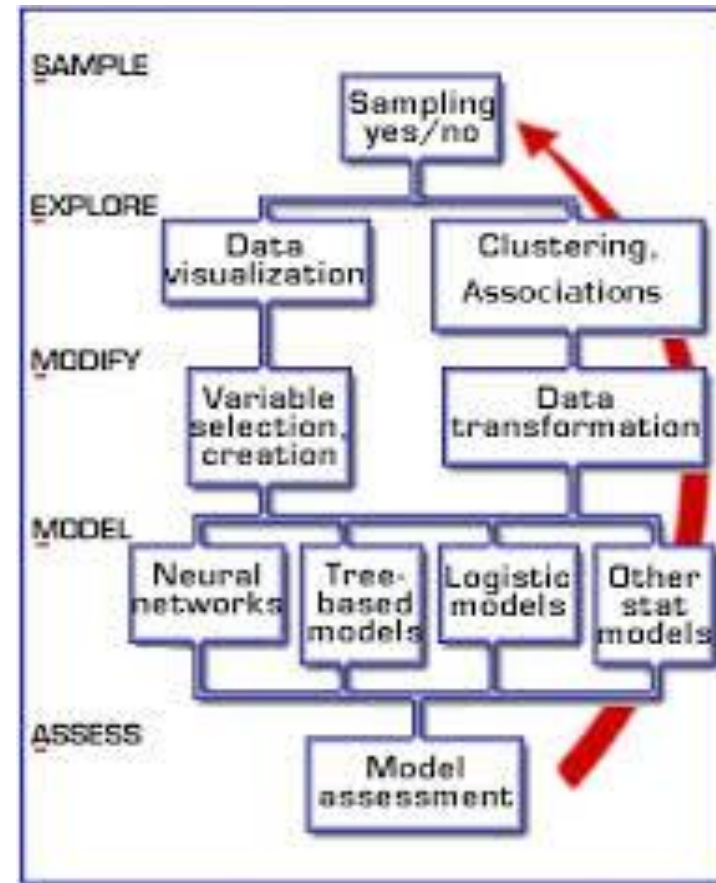 SAMPLE
Sampling
yes/no
EXPLORE
Data
visualization
Clustering,
Associations
MODIFY
Variable
selection,
creation
Data
transformation
MODEL
Neural
networks
Tree-
based
models
Logistic
models
Other
stat
models
ASSESS
Model
assessment